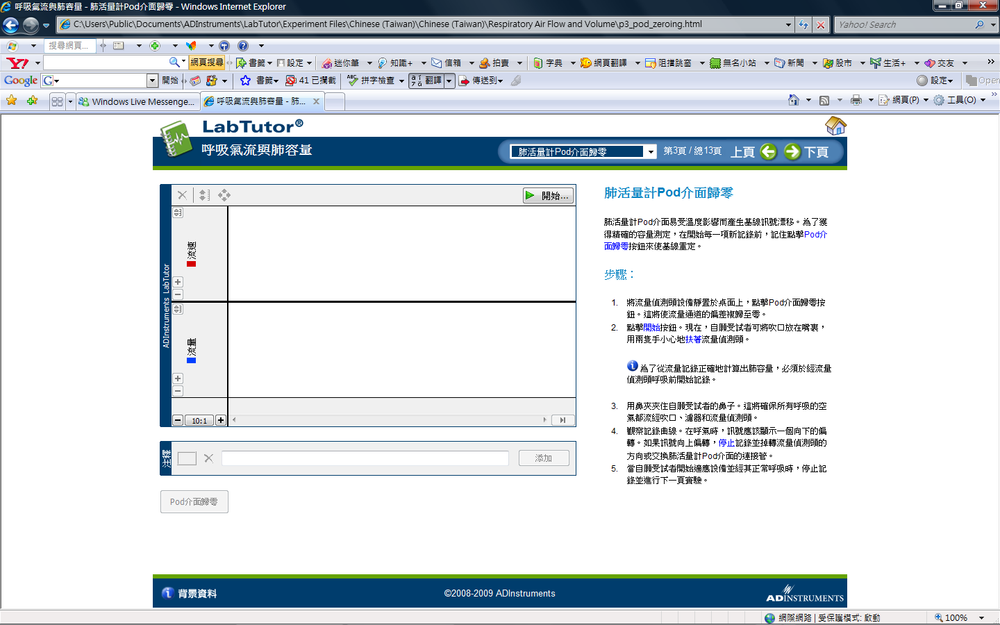 呼吸氣流與肺容量 - 肺活量計Pod介面歸零 - Windows Internet Explorer
C:\Users\Public\Documents\ADInstruments\LabTutor\Experiment Files\Chinese (Taiwan)\Chinese (Taiwan)\Respiratory Air Flow and Volume\p3_pod_zeroing.html
Yahoo! Search
搜尋網頁...
Y! 網頁搜尋 書籤 設定 迷你筆 知識+ 信箱 拍賣 字典 網頁翻譯 阻擋跳窗 無名小站 新聞 股市 生活+ 交友 »
Google G 開始 書籤 41 已攔截 拼字檢查 翻譯 傳送到 設定 Open
Windows Live Messenge... 呼吸氣流與肺容量 - 肺... 網頁(P) 工具(O) »
LabTutor®
呼吸氣流與肺容量
肺活量計Pod介面歸零 第3頁 / 總13頁 上頁 下頁
開始...
ADInstruments LabTutor
流速
流量
10:1
注釋
添加
Pod介面歸零
肺活量計Pod介面歸零
肺活量計Pod介面易受溫度影響而產生基線訊號漂移。為了獲
得精確的容量測定，在開始每一項新記錄前，記住點擊Pod介
面歸零按鈕來使基線重定。
步驟：
1. 將流量偵測頭設備靜置於桌面上，點擊Pod介面歸零按
鈕。這將使流量通道的偏差複歸至零。
2. 點擊開始按鈕。現在，自願受試者可將吹口放在嘴裏，
用兩隻手小心地扶著流量偵測頭。
為了從流量記錄正確地計算出肺容量，必須於經流量
偵測頭呼吸前開始記錄。
3. 用鼻夾夾住自願受試者的鼻子。這將確保所有呼吸的空
氣都流經吹口、濾器和流量偵測頭。
4. 觀察記錄曲線。在呼氣時，訊號應該顯示一個向下的偏
轉。如果訊號向上偏轉，停止記錄並掉轉流量偵測頭的
方向或交換肺活量計Pod介面的連接管。
5. 當自願受試者開始適應設備並經其正常呼吸時，停止記
錄並進行下一頁實驗。
背景資料
©2008-2009 ADInstruments
ADINSTRUMENTS
網際網路 | 受保護模式: 啟動
100%